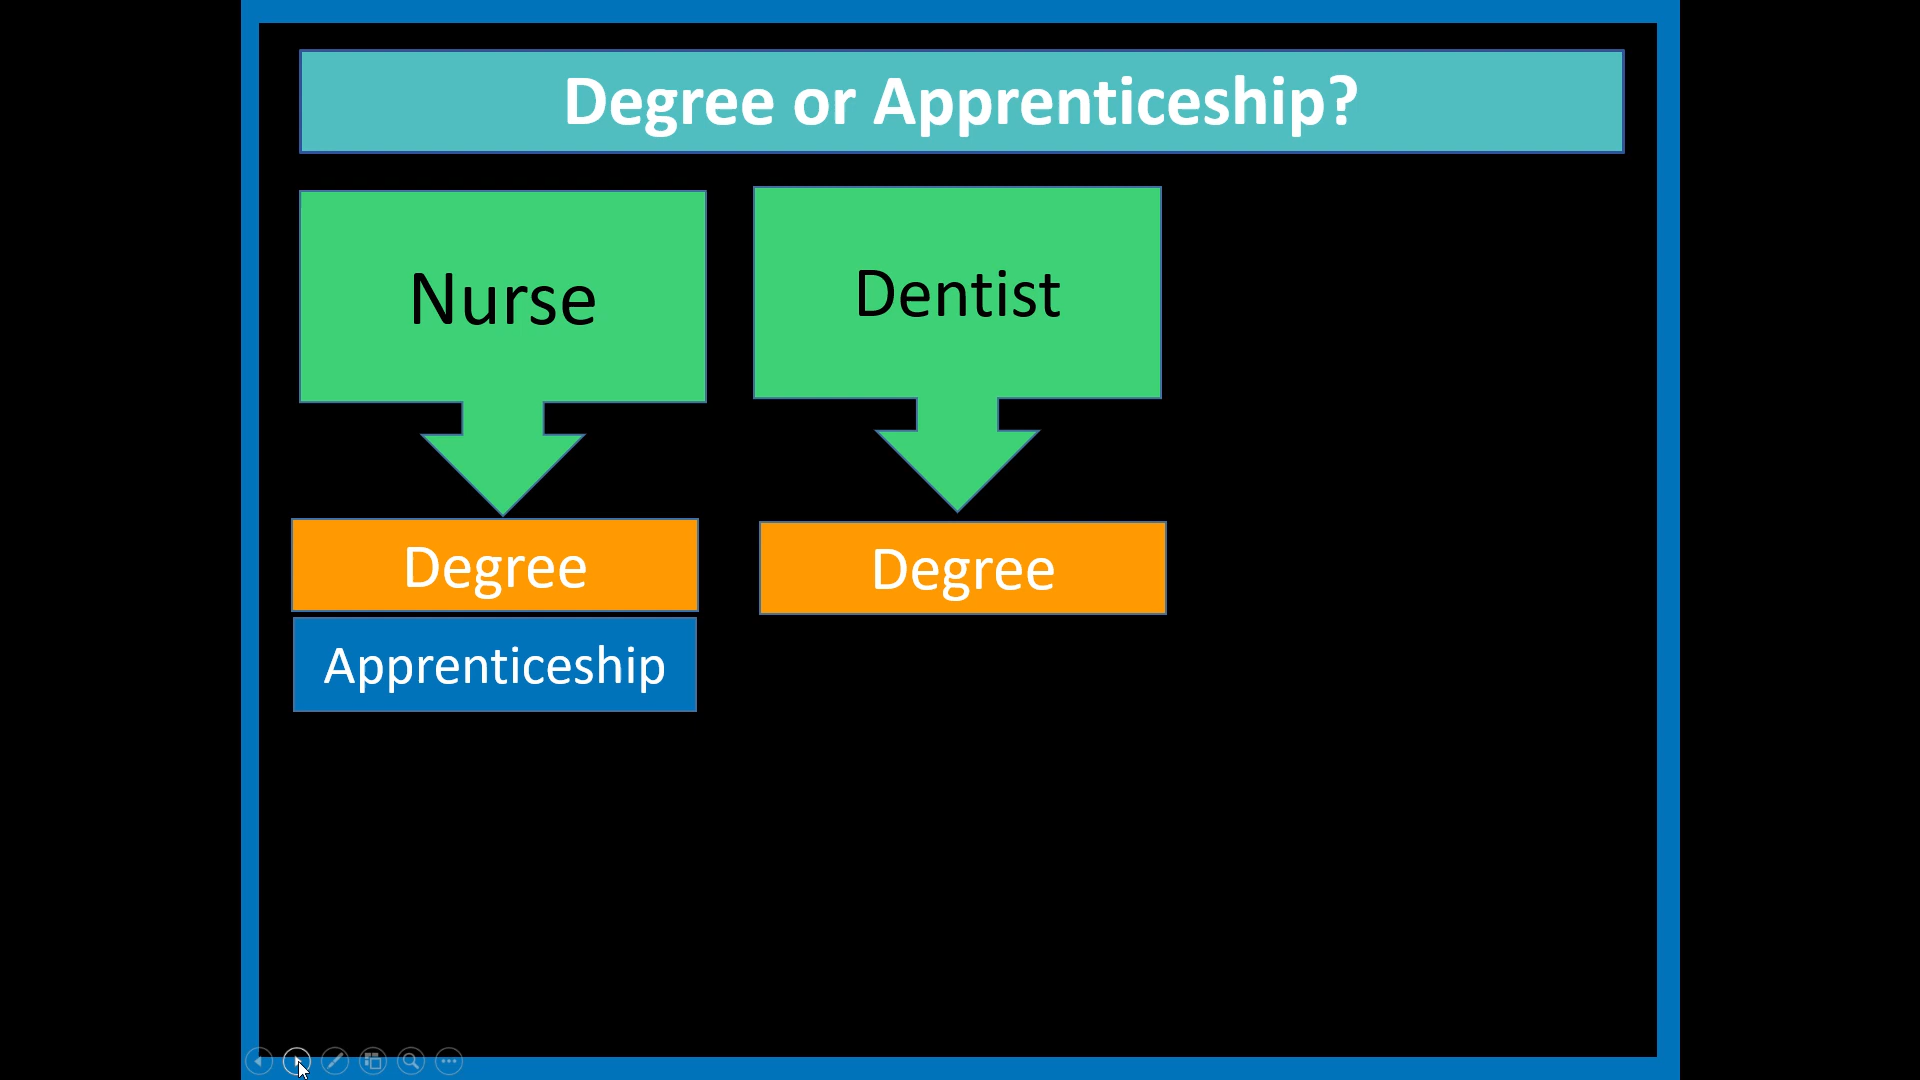 Degree or Apprenticeship?
Nurse
Dentist
Degree
Degree
Apprenticeship